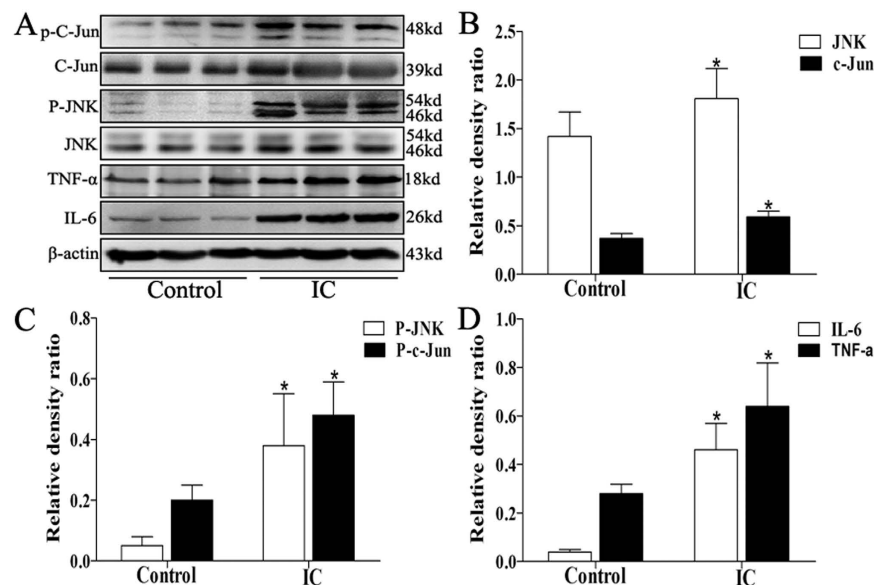 A
p-C-Jun
48kd
C-Jun
39kd
P-JNK
54kd
46kd
JNK
54kd
46kd
TNF-α
18kd
IL-6
26kd
β-actin
43kd
Control IC
B
Relative density ratio
2.5
2.0
1.5
1.0
0.5
0.0
JNK
c-Jun
* *
Control IC
C
Relative density ratio
0.8
0.6
0.4
0.2
0.0
P-JNK
P-c-Jun
* *
Control IC
D
Relative density ratio
1.0
0.8
0.6
0.4
0.2
0.0
IL-6
TNF-a
* *
Control IC